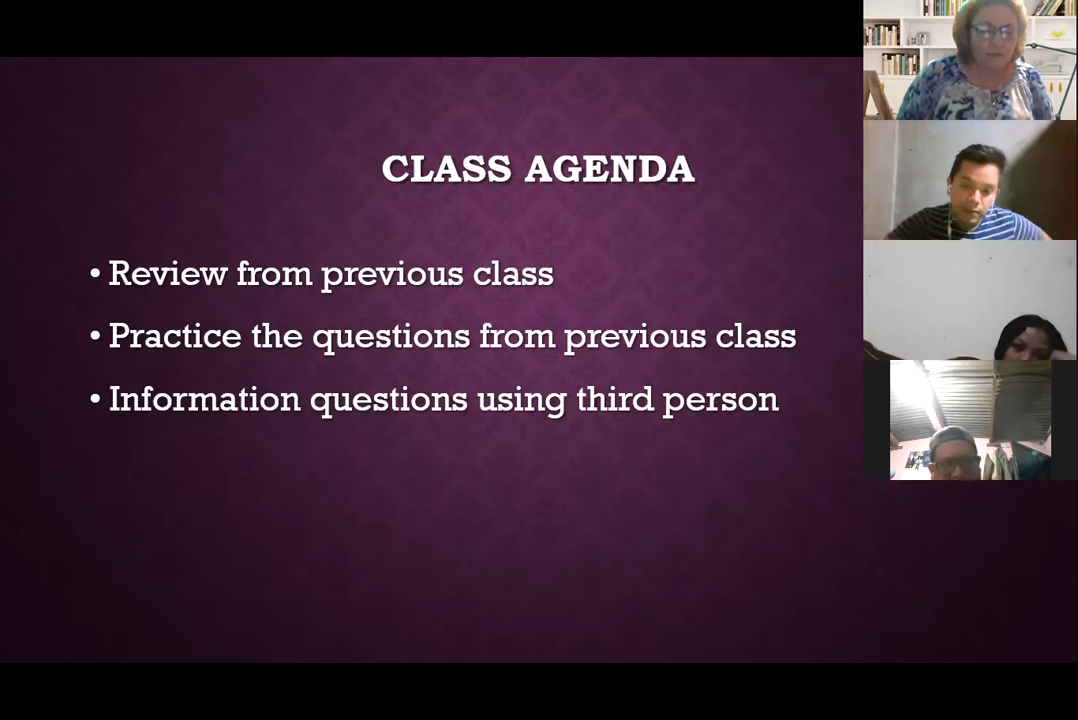 CLASS AGENDA
• Review from previous class
• Practice the questions from previous class
• Information questions using third person